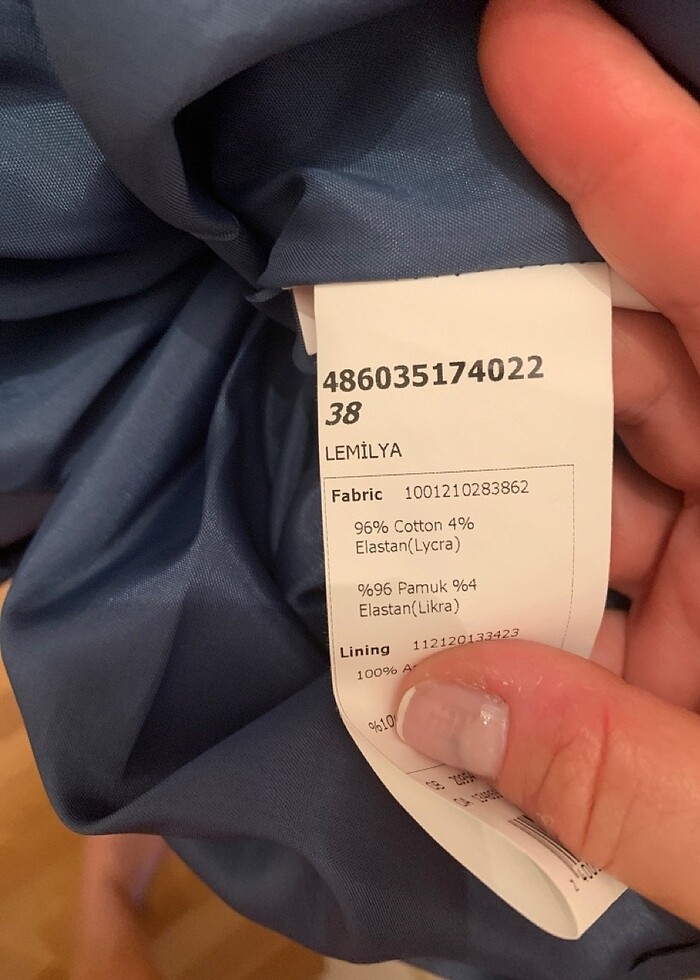 486035174022
38
LEMİLYA
Fabric 1001210283862
96% Cotton 4%
Elastan(Lycra)
%96 Pamuk %4
Elastan(Likra)
Lining 112120133423
100%